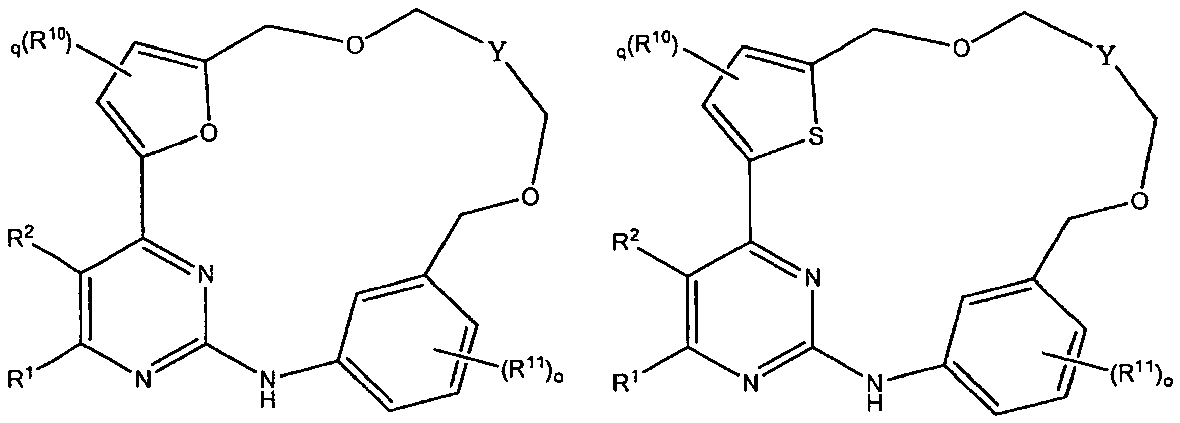 q(R¹⁰) O Y q(R¹⁰) O Y
O S
O O
R² N R² N
R¹ N N H (R¹¹)o R¹ N N H (R¹¹)o